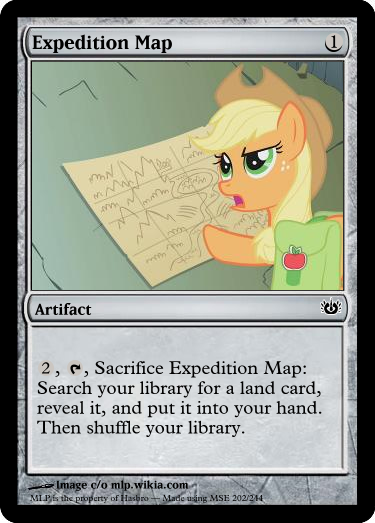 Expedition Map 1
Artifact
2, , Sacrifice Expedition Map:
Search your library for a land card,
reveal it, and put it into your hand.
Then shuffle your library.
Image c/o mlp.wikia.com
MLP is the property of Hasbro — Made using MSE 202/244